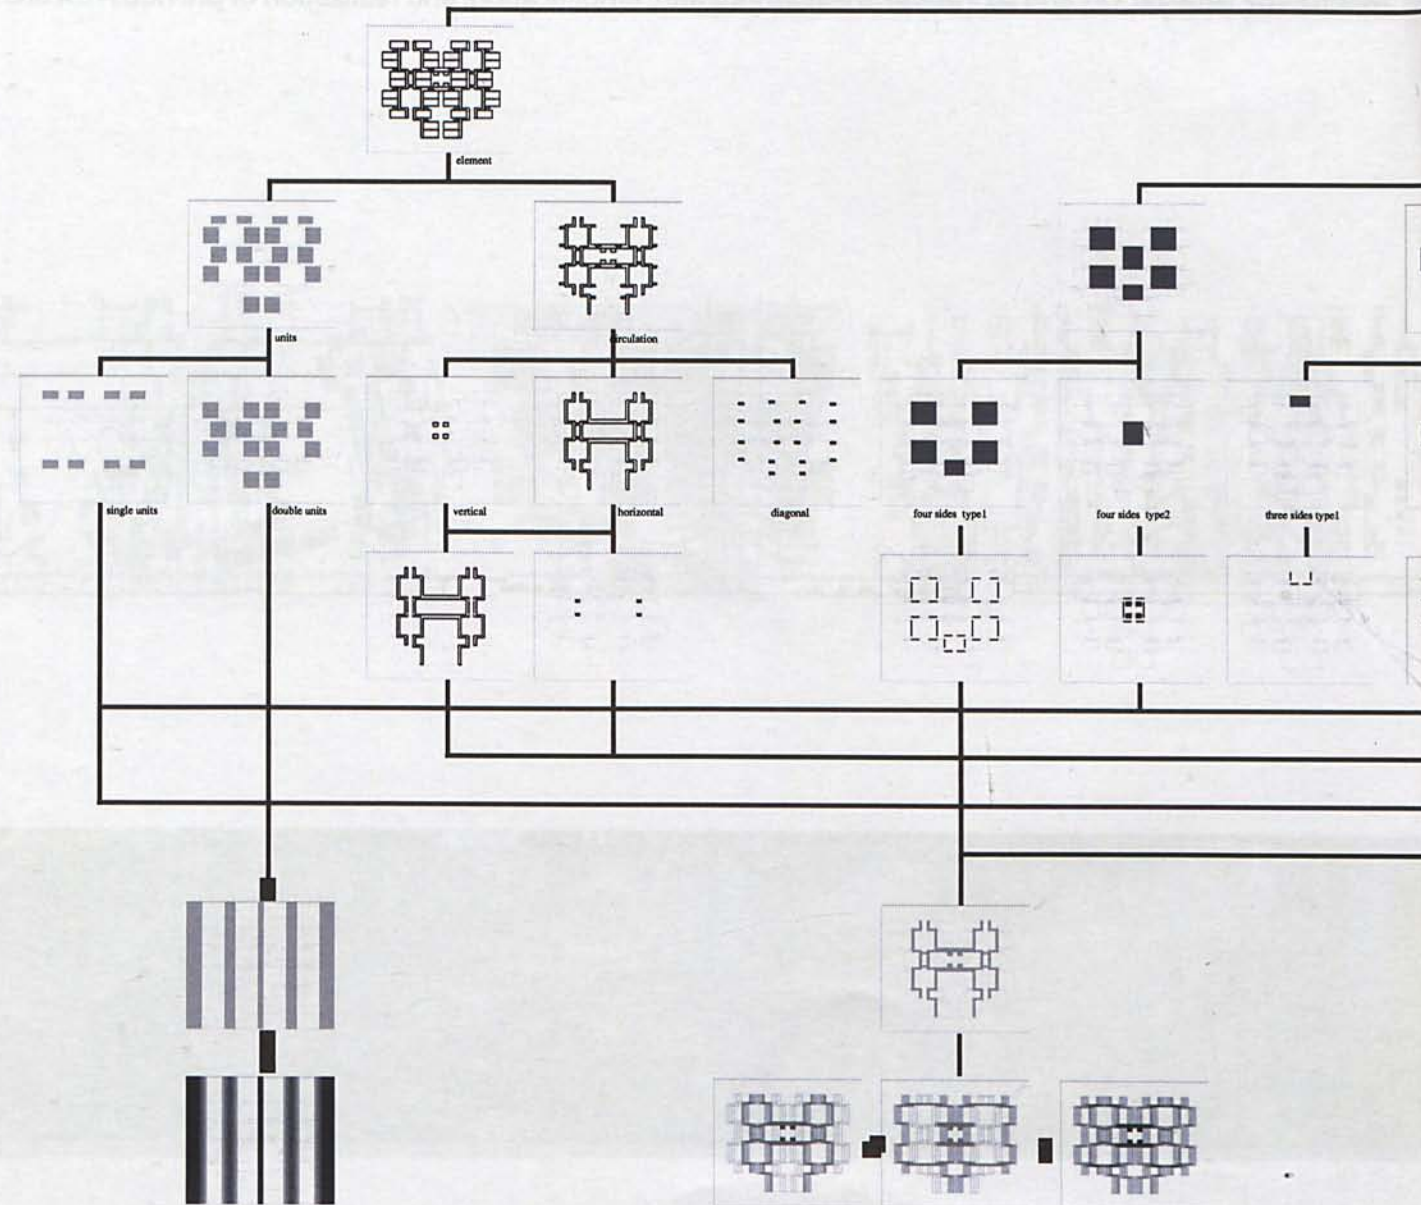 element
units
circulation
single units
double units
vertical
horizontal
diagonal
four sides type1
four sides type2
three sides type1